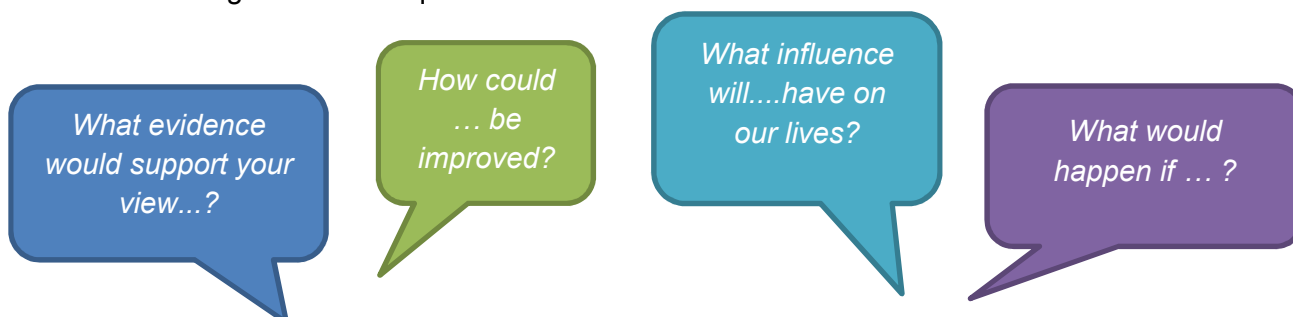 What evidence
would support your
view...?
How could
… be
improved?
What influence
will....have on
our lives?
What would
happen if … ?